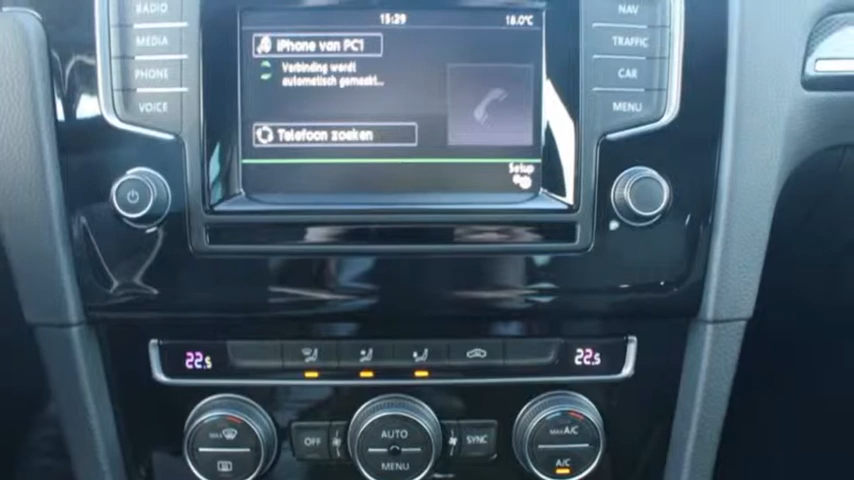 RADIO
MEDIA
PHONE
VOICE
15:29
18.0°C
iPhone van PC1
Verbinding wordt
automatisch gemaakt...
Telefoon zoeken
Setup
NAV
TRAFFIC
CAR
MENU
22.5
22.5
MAX
OFF
AUTO
MENU
SYNC
MAX A/C
A/C